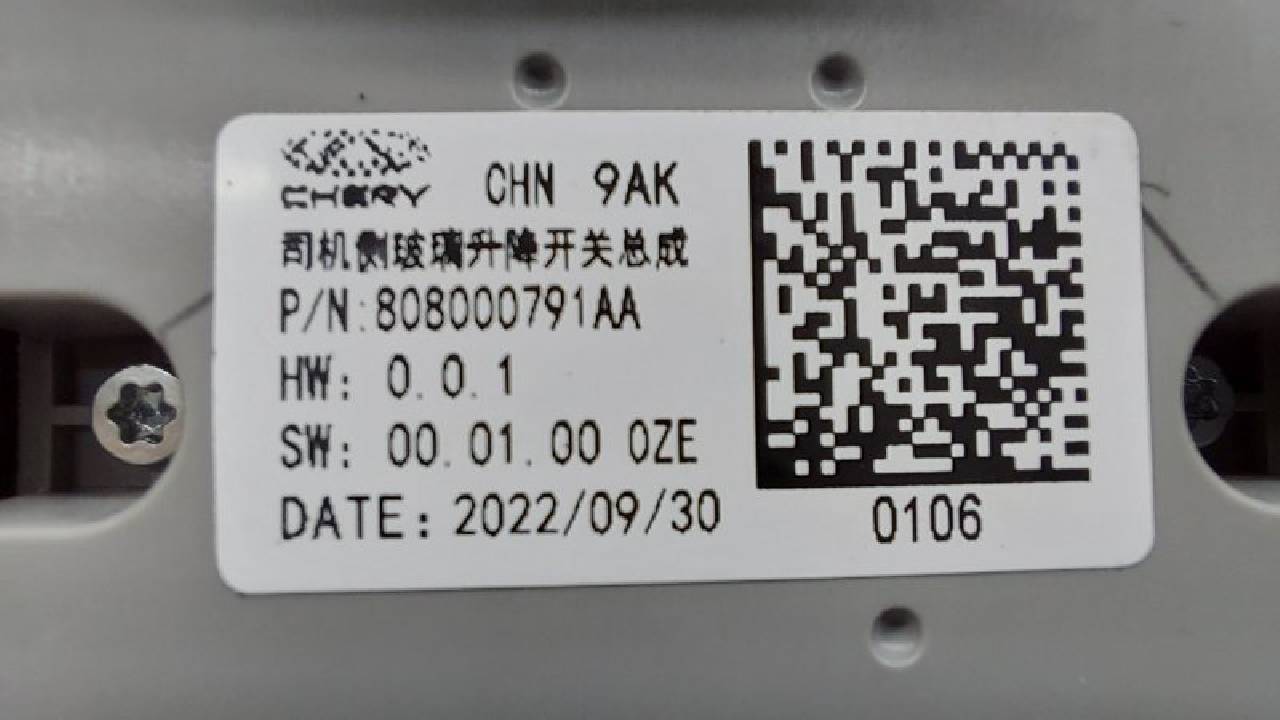 CHERY CHN 9AK
司机侧玻璃升降开关总成
P/N:808000791AA
HW: 0.0.1
SW: 00.01.00 0ZE
DATE: 2022/09/30
0106